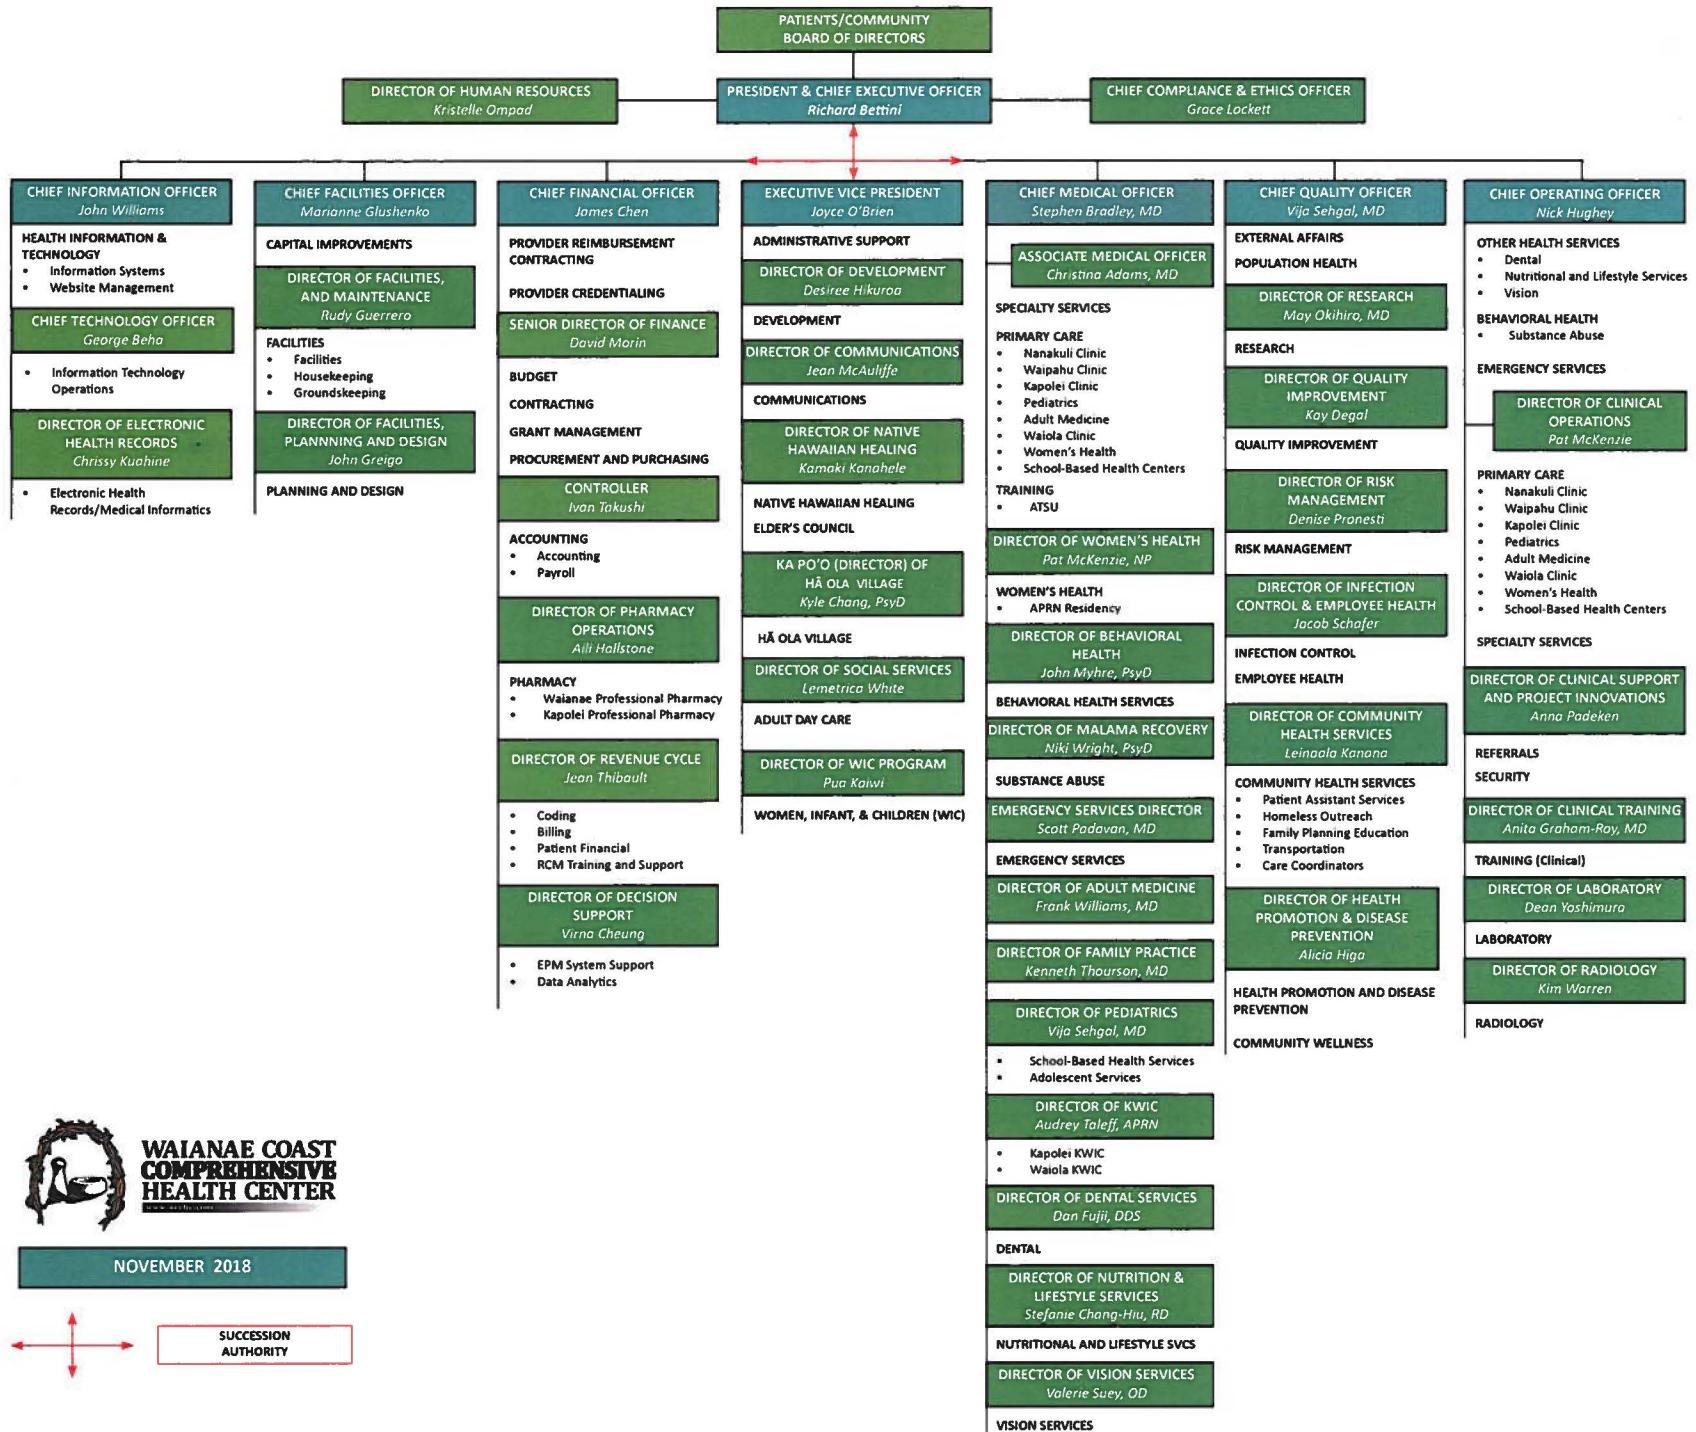 PATIENTS/COMMUNITY
BOARD OF DIRECTORS
DIRECTOR OF HUMAN RESOURCES
Kristelle Ompad
PRESIDENT & CHIEF EXECUTIVE OFFICER
Richard Bettini
CHIEF COMPLIANCE & ETHICS OFFICER
Grace Lockett
CHIEF INFORMATION OFFICER
John Williams
HEALTH INFORMATION &
TECHNOLOGY
• Information Systems
• Website Management
CHIEF TECHNOLOGY OFFICER
George Beha
• Information Technology
Operations
DIRECTOR OF ELECTRONIC
HEALTH RECORDS
Chrissy Kuahine
• Electronic Health
Records/Medical Informatics
CHIEF FACILITIES OFFICER
Marianne Glushenko
CAPITAL IMPROVEMENTS
DIRECTOR OF FACILITIES,
AND MAINTENANCE
Rudy Guerrero
FACILITIES
• Facilities
• Housekeeping
• Groundskeeping
DIRECTOR OF FACILITIES,
PLANNNING AND DESIGN
John Greigo
PLANNING AND DESIGN
CHIEF FINANCIAL OFFICER
James Chen
PROVIDER REIMBURSEMENT
CONTRACTING
PROVIDER CREDENTIALING
SENIOR DIRECTOR OF FINANCE
David Morin
BUDGET
CONTRACTING
GRANT MANAGEMENT
PROCUREMENT AND PURCHASING
CONTROLLER
Ivan Takushi
ACCOUNTING
• Accounting
• Payroll
DIRECTOR OF PHARMACY
OPERATIONS
Aili Hallstone
PHARMACY
• Waianae Professional Pharmacy
• Kapolei Professional Pharmacy
DIRECTOR OF REVENUE CYCLE
Jean Thibault
• Coding
• Billing
• Patient Financial
• RCM Training and Support
DIRECTOR OF DECISION
SUPPORT
Virna Cheung
• EPM System Support
• Data Analytics
EXECUTIVE VICE PRESIDENT
Joyce O'Brien
ADMINISTRATIVE SUPPORT
DIRECTOR OF DEVELOPMENT
Desiree Hikuroa
DEVELOPMENT
DIRECTOR OF COMMUNICATIONS
Jean McAuliffe
COMMUNICATIONS
DIRECTOR OF NATIVE
HAWAIIAN HEALING
Kamaki Kanahele
NATIVE HAWAIIAN HEALING
ELDER'S COUNCIL
KA PO'O (DIRECTOR) OF
HĀ OLA VILLAGE
Kyle Chang, PsyD
HĀ OLA VILLAGE
DIRECTOR OF SOCIAL SERVICES
Lemetrica White
ADULT DAY CARE
DIRECTOR OF WIC PROGRAM
Pua Kaiwi
WOMEN, INFANT, & CHILDREN (WIC)
CHIEF MEDICAL OFFICER
Stephen Bradley, MD
ASSOCIATE MEDICAL OFFICER
Christina Adams, MD
SPECIALTY SERVICES
PRIMARY CARE
• Nanakuli Clinic
• Waipahu Clinic
• Kapolei Clinic
• Pediatrics
• Adult Medicine
• Waiola Clinic
• Women's Health
• School-Based Health Centers
TRAINING
• ATSU
DIRECTOR OF WOMEN'S HEALTH
Pat McKenzie, NP
WOMEN'S HEALTH
• APRN Residency
DIRECTOR OF BEHAVIORAL
HEALTH
John Myhre, PsyD
BEHAVIORAL HEALTH SERVICES
DIRECTOR OF MALAMA RECOVERY
Niki Wright, PsyD
SUBSTANCE ABUSE
EMERGENCY SERVICES DIRECTOR
Scott Padavan, MD
EMERGENCY SERVICES
DIRECTOR OF ADULT MEDICINE
Frank Williams, MD
DIRECTOR OF FAMILY PRACTICE
Kenneth Thourson, MD
DIRECTOR OF PEDIATRICS
Vija Sehgal, MD
▪ School-Based Health Services
▪ Adolescent Services
DIRECTOR OF KWIC
Audrey Taleff, APRN
• Kapolei KWIC
• Waiola KWIC
DIRECTOR OF DENTAL SERVICES
Dan Fujii, DDS
DENTAL
DIRECTOR OF NUTRITION &
LIFESTYLE SERVICES
Stefanie Chang-Hiu, RD
NUTRITIONAL AND LIFESTYLE SVCS
DIRECTOR OF VISION SERVICES
Valerie Suey, OD
VISION SERVICES
CHIEF QUALITY OFFICER
Vija Sehgal, MD
EXTERNAL AFFAIRS
POPULATION HEALTH
DIRECTOR OF RESEARCH
May Okihiro, MD
RESEARCH
DIRECTOR OF QUALITY
IMPROVEMENT
Kay Degal
QUALITY IMPROVEMENT
DIRECTOR OF RISK
MANAGEMENT
Denise Pronesti
RISK MANAGEMENT
DIRECTOR OF INFECTION
CONTROL & EMPLOYEE HEALTH
Jacob Schafer
INFECTION CONTROL
EMPLOYEE HEALTH
DIRECTOR OF COMMUNITY
HEALTH SERVICES
Leinaala Kanana
COMMUNITY HEALTH SERVICES
• Patient Assistant Services
• Homeless Outreach
• Family Planning Education
• Transportation
• Care Coordinators
DIRECTOR OF HEALTH
PROMOTION & DISEASE
PREVENTION
Alicia Higa
HEALTH PROMOTION AND DISEASE
PREVENTION
COMMUNITY WELLNESS
CHIEF OPERATING OFFICER
Nick Hughey
OTHER HEALTH SERVICES
• Dental
• Nutritional and Lifestyle Services
• Vision
BEHAVIORAL HEALTH
• Substance Abuse
EMERGENCY SERVICES
DIRECTOR OF CLINICAL
OPERATIONS
Pat McKenzie
PRIMARY CARE
• Nanakuli Clinic
• Waipahu Clinic
• Kapolei Clinic
• Pediatrics
• Adult Medicine
• Waiola Clinic
• Women's Health
• School-Based Health Centers
SPECIALTY SERVICES
DIRECTOR OF CLINICAL SUPPORT
AND PROJECT INNOVATIONS
Anna Padeken
REFERRALS
SECURITY
DIRECTOR OF CLINICAL TRAINING
Anita Graham-Roy, MD
TRAINING (Clinical)
DIRECTOR OF LABORATORY
Dean Yoshimura
LABORATORY
DIRECTOR OF RADIOLOGY
Kim Warren
RADIOLOGY
WAIANAE COAST
COMPREHENSIVE
HEALTH CENTER
NOVEMBER 2018
SUCCESSION
AUTHORITY